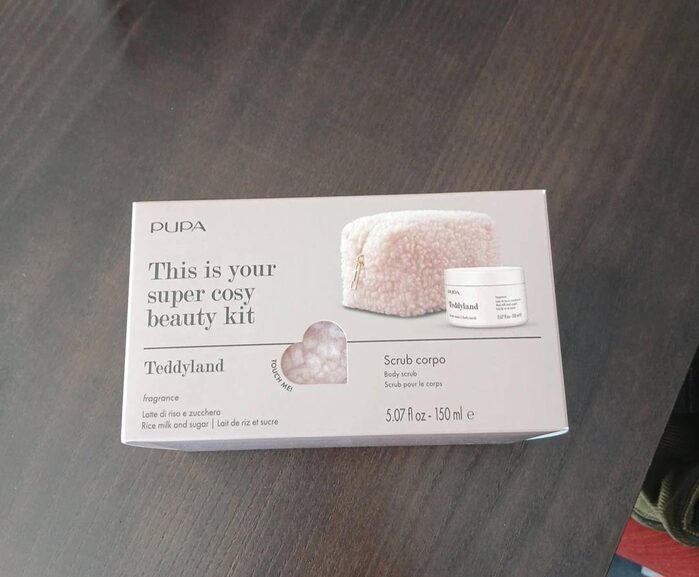 PUPA
This is your
super cosy
beauty kit
Teddyland
TOUCH ME!
fragrance
Latte di riso e zucchero
Rice milk and sugar | Lait de riz et sucre
Scrub corpo
Body scrub
Scrub pour le corps
5.07 fl oz - 150 ml e
PUPA
Teddyland